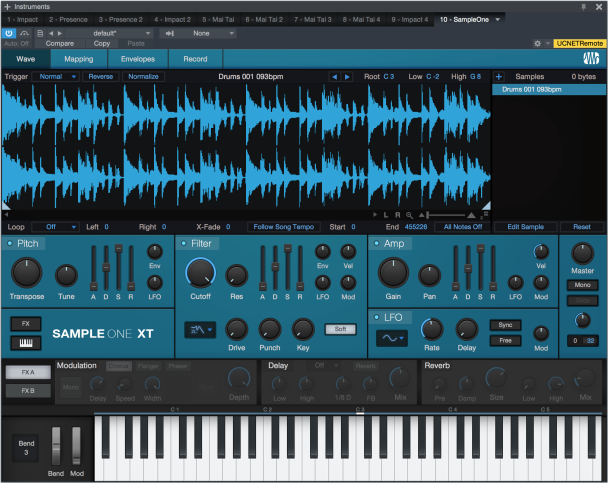 Instruments
1 - Impact 2 - Presence 3 - Presence 2 4 - Impact 2 5 - Mai Tai 6 - Mai Tai 2 7 - Mai Tai 3 8 - Mai Tai 4 9 - Impact 4 10 - SampleOne
default* None
Auto: Off Compare Copy Paste UCNETRemote
Wave Mapping Envelopes Record
Trigger Normal Reverse Normalize Drums 001 093bpm Root C 3 Low C -2 High G 8 Samples 0 bytes
Drums 001 093bpm
L R
Loop Off Left 0 Right 0 X-Fade 0 Follow Song Tempo Start 0 End 455226 All Notes Off Edit Sample Reset
Pitch Filter Amp
Env Env Vel Vel Master
Transpose Tune A D S R LFO Cutoff Res A D S R LFO Mod Gain Pan A D S R LFO Mod
Mono
FX SAMPLE ONE XT Soft LFO
Sync
Free
Drive Punch Key Rate Delay Mod 0 32
FX A Modulation Chorus Flanger Phaser Delay Off Reverb Reverb
FX B Mono Delay Speed Width Depth Low High 1/8 D FB Mix Pre Damp Size Low High Mix
C 1 C 2 C 3 C 4 C 5
Bend
3
Bend Mod